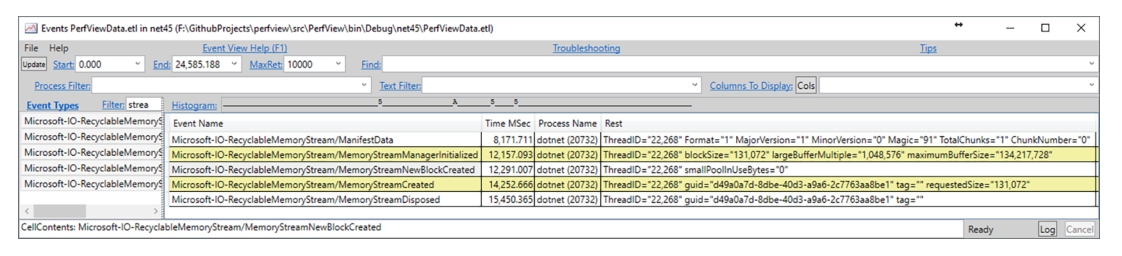 Events PerfViewData.etl in net45 (F:\GithubProjects\perfview\src\PerfView\bin\Debug\net45\PerfViewData.etl)
File Help Event View Help (F1) Troubleshooting Tips
Update Start: 0.000 End: 24,585.188 MaxRet: 10000 Find:
Process Filter: Text Filter: Columns To Display: Cols
Event Types Filter: strea Histogram: _S_A_S_S_
Event Name Time MSec Process Name Rest
Microsoft-IO-RecyclableMemoryS Microsoft-IO-RecyclableMemoryStream/ManifestData 8,171.711 dotnet (20732) ThreadID="22,268" Format="1" MajorVersion="1" MinorVersion="0" Magic="91" TotalChunks="1" ChunkNumber="0"
Microsoft-IO-RecyclableMemoryS Microsoft-IO-RecyclableMemoryStream/MemoryStreamManagerInitialized 12,157.093 dotnet (20732) ThreadID="22,268" blockSize="131,072" largeBufferMultiple="1,048,576" maximumBufferSize="134,217,728"
Microsoft-IO-RecyclableMemoryS Microsoft-IO-RecyclableMemoryStream/MemoryStreamNewBlockCreated 12,291.007 dotnet (20732) ThreadID="22,268" smallPoolInUseBytes="0"
Microsoft-IO-RecyclableMemoryS Microsoft-IO-RecyclableMemoryStream/MemoryStreamCreated 14,252.666 dotnet (20732) ThreadID="22,268" guid="d49a0a7d-8dbe-40d3-a9a6-2c7763aa8be1" tag="" requestedSize="131,072"
Microsoft-IO-RecyclableMemoryS Microsoft-IO-RecyclableMemoryStream/MemoryStreamDisposed 15,450.365 dotnet (20732) ThreadID="22,268" guid="d49a0a7d-8dbe-40d3-a9a6-2c7763aa8be1" tag=""
CellContents: Microsoft-IO-RecyclableMemoryStream/MemoryStreamNewBlockCreated Ready Log Cancel